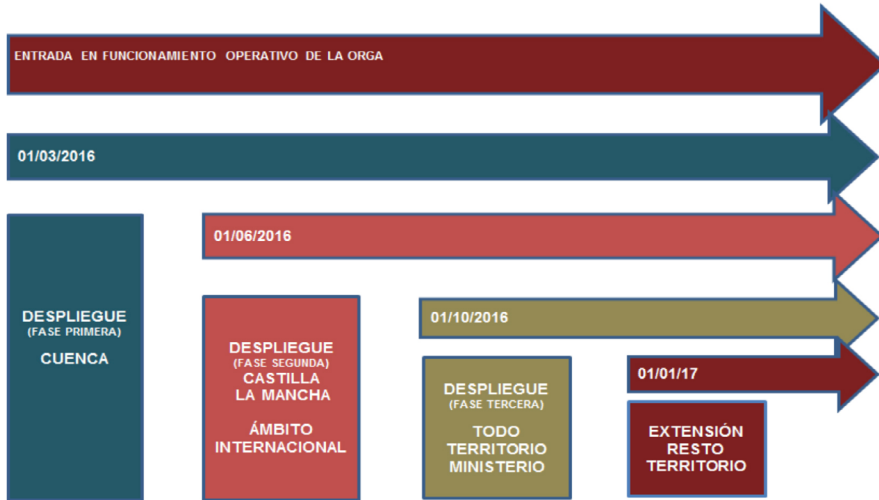 ENTRADA EN FUNCIONAMIENTO OPERATIVO DE LA ORGA
01/03/2016
01/06/2016
DESPLIEGUE
(FASE PRIMERA)
CUENCA
01/10/2016
DESPLIEGUE
(FASE SEGUNDA)
CASTILLA
LA MANCHA
ÁMBITO
INTERNACIONAL
01/01/17
DESPLIEGUE
(FASE TERCERA)
TODO
TERRITORIO
MINISTERIO
EXTENSIÓN
RESTO
TERRITORIO